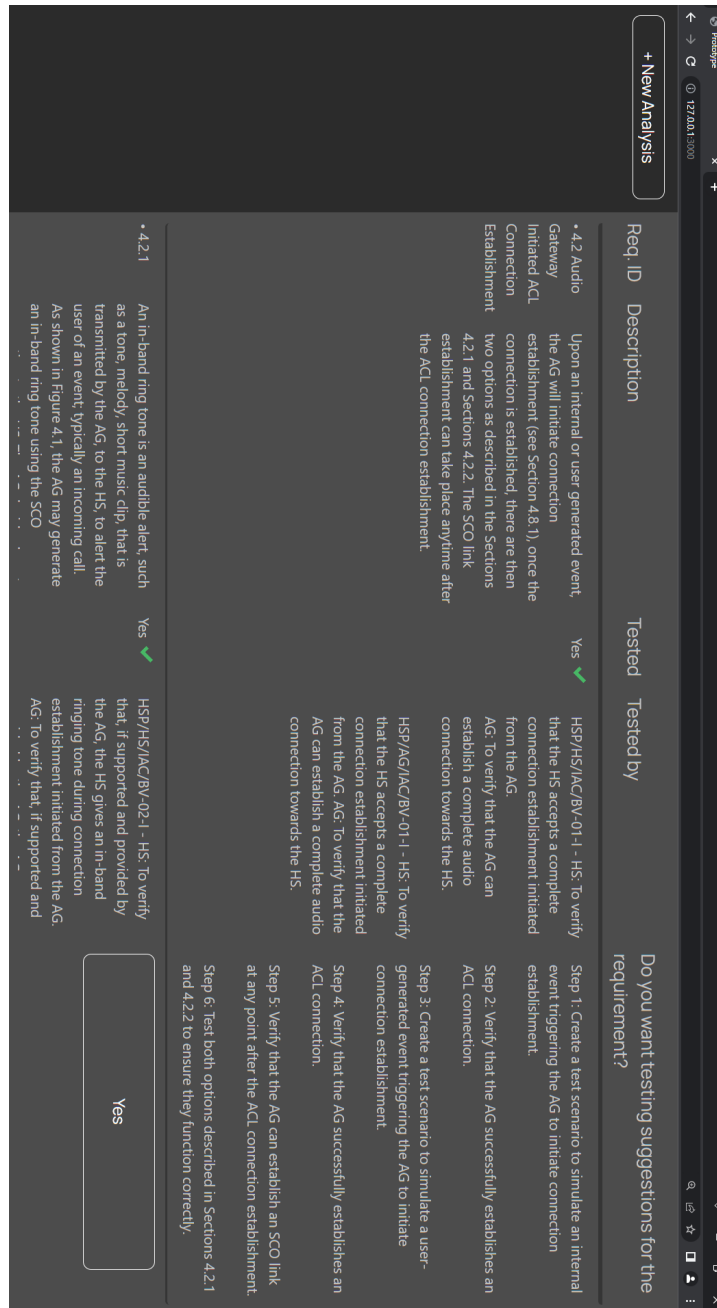 Prototype
127.0.0.1:3000
+ New Analysis
Req. ID
Description
Tested
Tested by
Do you want testing suggestions for the
requirement?
• 4.2 Audio
Gateway
Initiated ACL
Connection
Establishment
Upon an internal or user generated event,
the AG will initiate connection
establishment (see Section 4.8.1), once the
connection is established, there are then
two options as described in the Sections
4.2.1 and Sections 4.2.2. The SCO link
establishment can take place anytime after
the ACL connection establishment.
Yes
HSP/HS/IAC/BV-01-I - HS: To verify
that the HS accepts a complete
connection establishment initiated
from the AG.
AG: To verify that the AG can
establish a complete audio
connection towards the HS.
HSP/AG/IAC/BV-01-I - HS: To verify
that the HS accepts a complete
connection establishment initiated
from the AG. AG: To verify that the
AG can establish a complete audio
connection towards the HS.
Step 1: Create a test scenario to simulate an internal
event triggering the AG to initiate connection
establishment.
Step 2: Verify that the AG successfully establishes an
ACL connection.
Step 3: Create a test scenario to simulate a user-
generated event triggering the AG to initiate
connection establishment.
Step 4: Verify that the AG successfully establishes an
ACL connection.
Step 5: Verify that the AG can establish an SCO link
at any point after the ACL connection establishment.
Step 6: Test both options described in Sections 4.2.1
and 4.2.2 to ensure they function correctly.
• 4.2.1
An in-band ring tone is an audible alert, such
as a tone, melody, short music clip, that is
transmitted by the AG, to the HS, to alert the
user of an event; typically an incoming call.
As shown in Figure 4.1, the AG may generate
an in-band ring tone using the SCO
Yes
HSP/HS/IAC/BV-02-I - HS: To verify
that, if supported and provided by
the AG, the HS gives an in-band
ringing tone during connection
establishment initiated from the AG.
AG: To verify that, if supported and
Yes